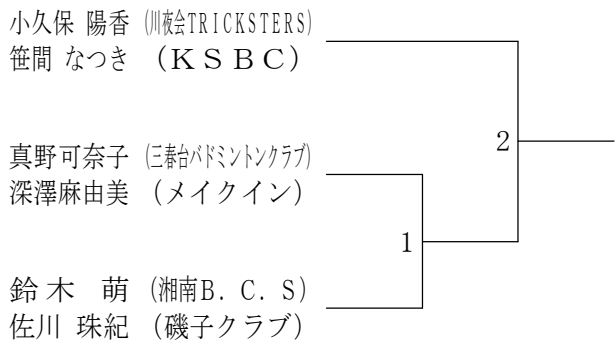 小久保 陽香 (川夜会TRICKSTERS)
笹間 なつき (ＫＳＢＣ)
2
真野可奈子 (三春台バドミントンクラブ)
深澤麻由美 (メイクイン)
1
鈴木 萌 (湘南Ｂ．Ｃ．Ｓ)
佐川 珠紀 (磯子クラブ)